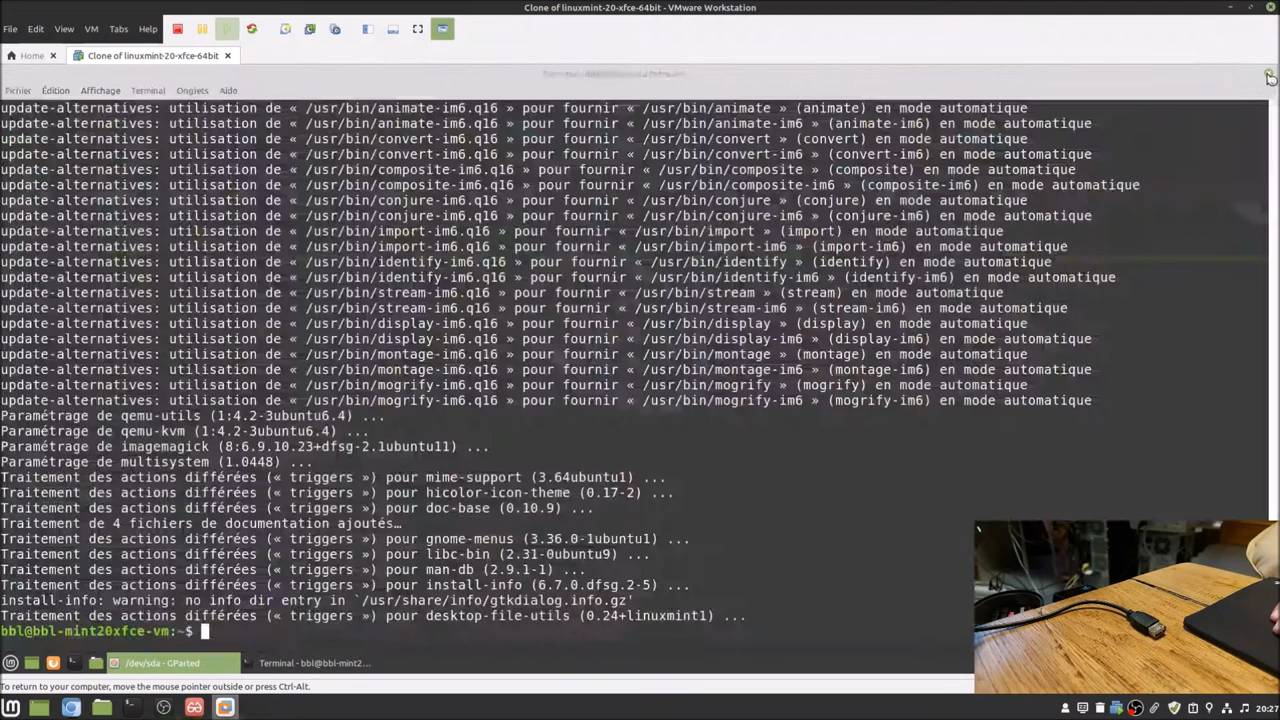 Clone of linuxmint-20-xfce-64bit - VMware Workstation
File Edit View VM Tabs Help
Home Clone of linuxmint-20-xfce-64bit
Fichier Édition Affichage Terminal Onglets Aide
update-alternatives: utilisation de « /usr/bin/animate-im6.q16 » pour fournir « /usr/bin/animate » (animate) en mode automatique
update-alternatives: utilisation de « /usr/bin/animate-im6.q16 » pour fournir « /usr/bin/animate-im6 » (animate-im6) en mode automatique
update-alternatives: utilisation de « /usr/bin/convert-im6.q16 » pour fournir « /usr/bin/convert » (convert) en mode automatique
update-alternatives: utilisation de « /usr/bin/convert-im6.q16 » pour fournir « /usr/bin/convert-im6 » (convert-im6) en mode automatique
update-alternatives: utilisation de « /usr/bin/composite-im6.q16 » pour fournir « /usr/bin/composite » (composite) en mode automatique
update-alternatives: utilisation de « /usr/bin/composite-im6.q16 » pour fournir « /usr/bin/composite-im6 » (composite-im6) en mode automatique
update-alternatives: utilisation de « /usr/bin/conjure-im6.q16 » pour fournir « /usr/bin/conjure » (conjure) en mode automatique
update-alternatives: utilisation de « /usr/bin/conjure-im6.q16 » pour fournir « /usr/bin/conjure-im6 » (conjure-im6) en mode automatique
update-alternatives: utilisation de « /usr/bin/import-im6.q16 » pour fournir « /usr/bin/import » (import) en mode automatique
update-alternatives: utilisation de « /usr/bin/import-im6.q16 » pour fournir « /usr/bin/import-im6 » (import-im6) en mode automatique
update-alternatives: utilisation de « /usr/bin/identify-im6.q16 » pour fournir « /usr/bin/identify » (identify) en mode automatique
update-alternatives: utilisation de « /usr/bin/identify-im6.q16 » pour fournir « /usr/bin/identify-im6 » (identify-im6) en mode automatique
update-alternatives: utilisation de « /usr/bin/stream-im6.q16 » pour fournir « /usr/bin/stream » (stream) en mode automatique
update-alternatives: utilisation de « /usr/bin/stream-im6.q16 » pour fournir « /usr/bin/stream-im6 » (stream-im6) en mode automatique
update-alternatives: utilisation de « /usr/bin/display-im6.q16 » pour fournir « /usr/bin/display » (display) en mode automatique
update-alternatives: utilisation de « /usr/bin/display-im6.q16 » pour fournir « /usr/bin/display-im6 » (display-im6) en mode automatique
update-alternatives: utilisation de « /usr/bin/montage-im6.q16 » pour fournir « /usr/bin/montage » (montage) en mode automatique
update-alternatives: utilisation de « /usr/bin/montage-im6.q16 » pour fournir « /usr/bin/montage-im6 » (montage-im6) en mode automatique
update-alternatives: utilisation de « /usr/bin/mogrify-im6.q16 » pour fournir « /usr/bin/mogrify » (mogrify) en mode automatique
update-alternatives: utilisation de « /usr/bin/mogrify-im6.q16 » pour fournir « /usr/bin/mogrify-im6 » (mogrify-im6) en mode automatique
Paramétrage de qemu-utils (1:4.2-3ubuntu6.4) ...
Paramétrage de qemu-kvm (1:4.2-3ubuntu6.4) ...
Paramétrage de imagemagick (8:6.9.10.23+dfsg-2.1ubuntu11) ...
Paramétrage de multisystem (1.0448) ...
Traitement des actions différées (« triggers ») pour mime-support (3.64ubuntu1) ...
Traitement des actions différées (« triggers ») pour hicolor-icon-theme (0.17-2) ...
Traitement des actions différées (« triggers ») pour doc-base (0.10.9) ...
Traitement de 4 fichiers de documentation ajoutés…
Traitement des actions différées (« triggers ») pour gnome-menus (3.36.0-1ubuntu1) ...
Traitement des actions différées (« triggers ») pour libc-bin (2.31-0ubuntu9) ...
Traitement des actions différées (« triggers ») pour man-db (2.9.1-1) ...
Traitement des actions différées (« triggers ») pour install-info (6.7.0.dfsg.2-5) ...
install-info: warning: no info dir entry in `/usr/share/info/gtkdialog.info.gz'
Traitement des actions différées (« triggers ») pour desktop-file-utils (0.24+linuxmint1) ...
bbl@bbl-mint20xfce-vm:~$
/dev/sda - GParted Terminal - bbl@bbl-mint2...
To return to your computer, move the mouse pointer outside or press Ctrl-Alt.
20:27